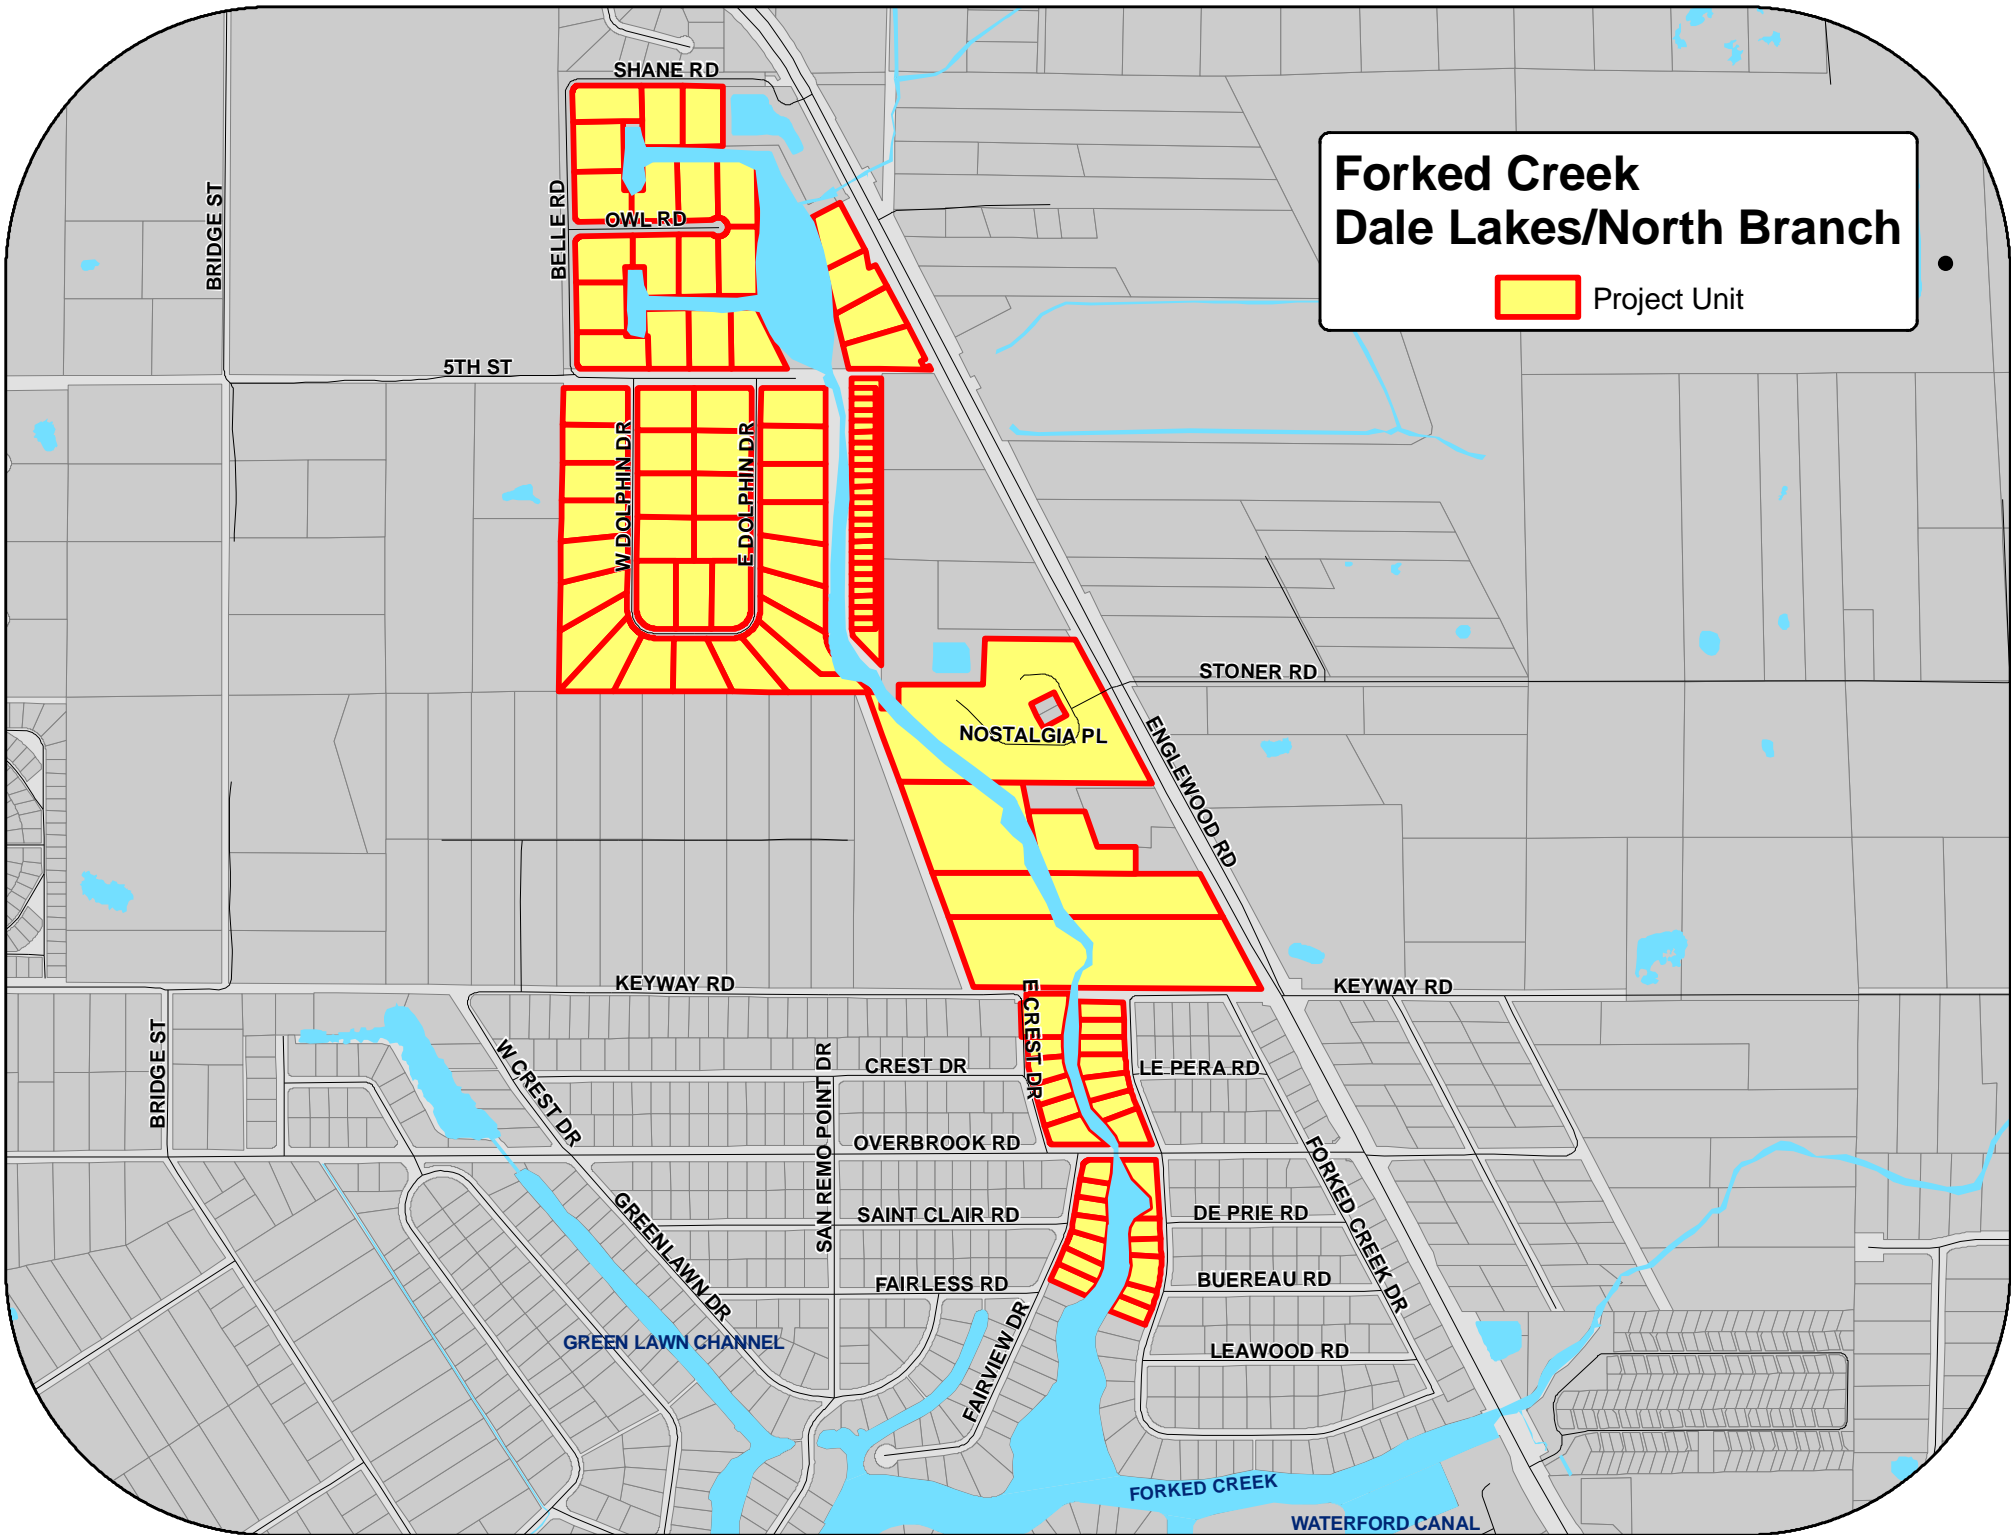 SHANE RD
Forked Creek
Dale Lakes/North Branch
Project Unit
BRIDGE ST
BELLE RD
OWL RD
5TH ST
W DOLPHIN DR
E DOLPHIN DR
STONER RD
NOSTALGIA PL
ENGLEWOOD RD
KEYWAY RD
E CREST DR
KEYWAY RD
BRIDGE ST
W CREST DR
SAN REMO POINT DR
CREST DR
LE PERA RD
OVERBROOK RD
FORKED CREEK DR
GREENLAWN DR
SAINT CLAIR RD
DE PRIE RD
FAIRLESS RD
BUEREAU RD
GREEN LAWN CHANNEL
FAIRVIEW DR
LEAWOOD RD
FORKED CREEK
WATERFORD CANAL